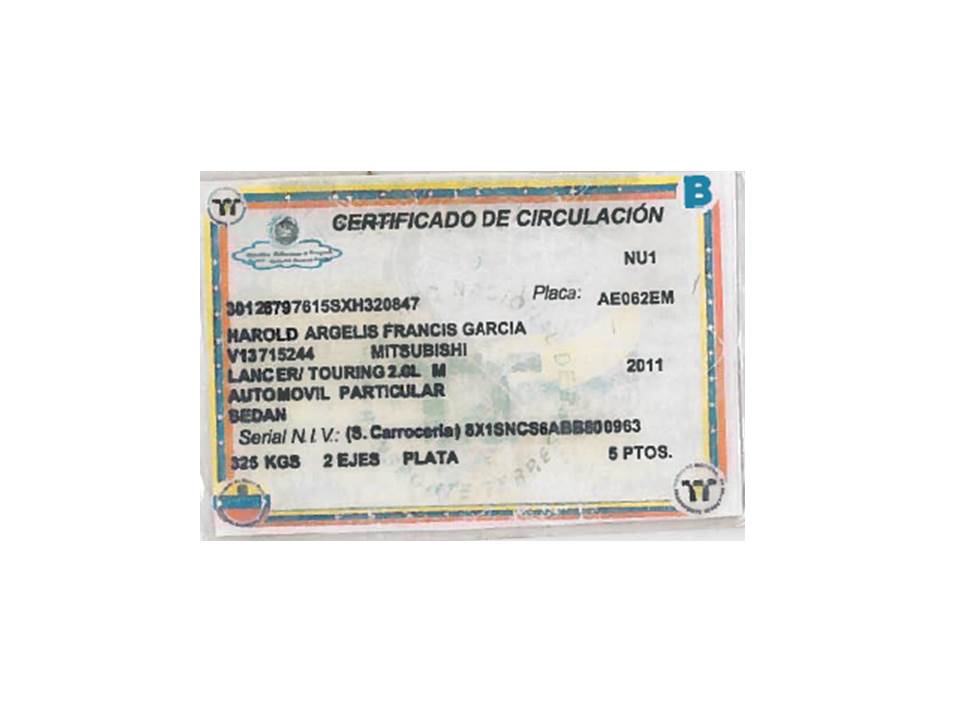 B
CERTIFICADO DE CIRCULACIÓN
NU1
Placa: AE062EM
30126797615SXH320847
HAROLD ARGELIS FRANCIS GARCIA
V13715244 MITSUBISHI
LANCER/ TOURING 2.0L M 2011
AUTOMOVIL PARTICULAR
SEDAN
Serial N.I.V.: (S. Carroceria) 8X1SNCS6ABB800963
325 KGS 2 EJES PLATA 5 PTOS.